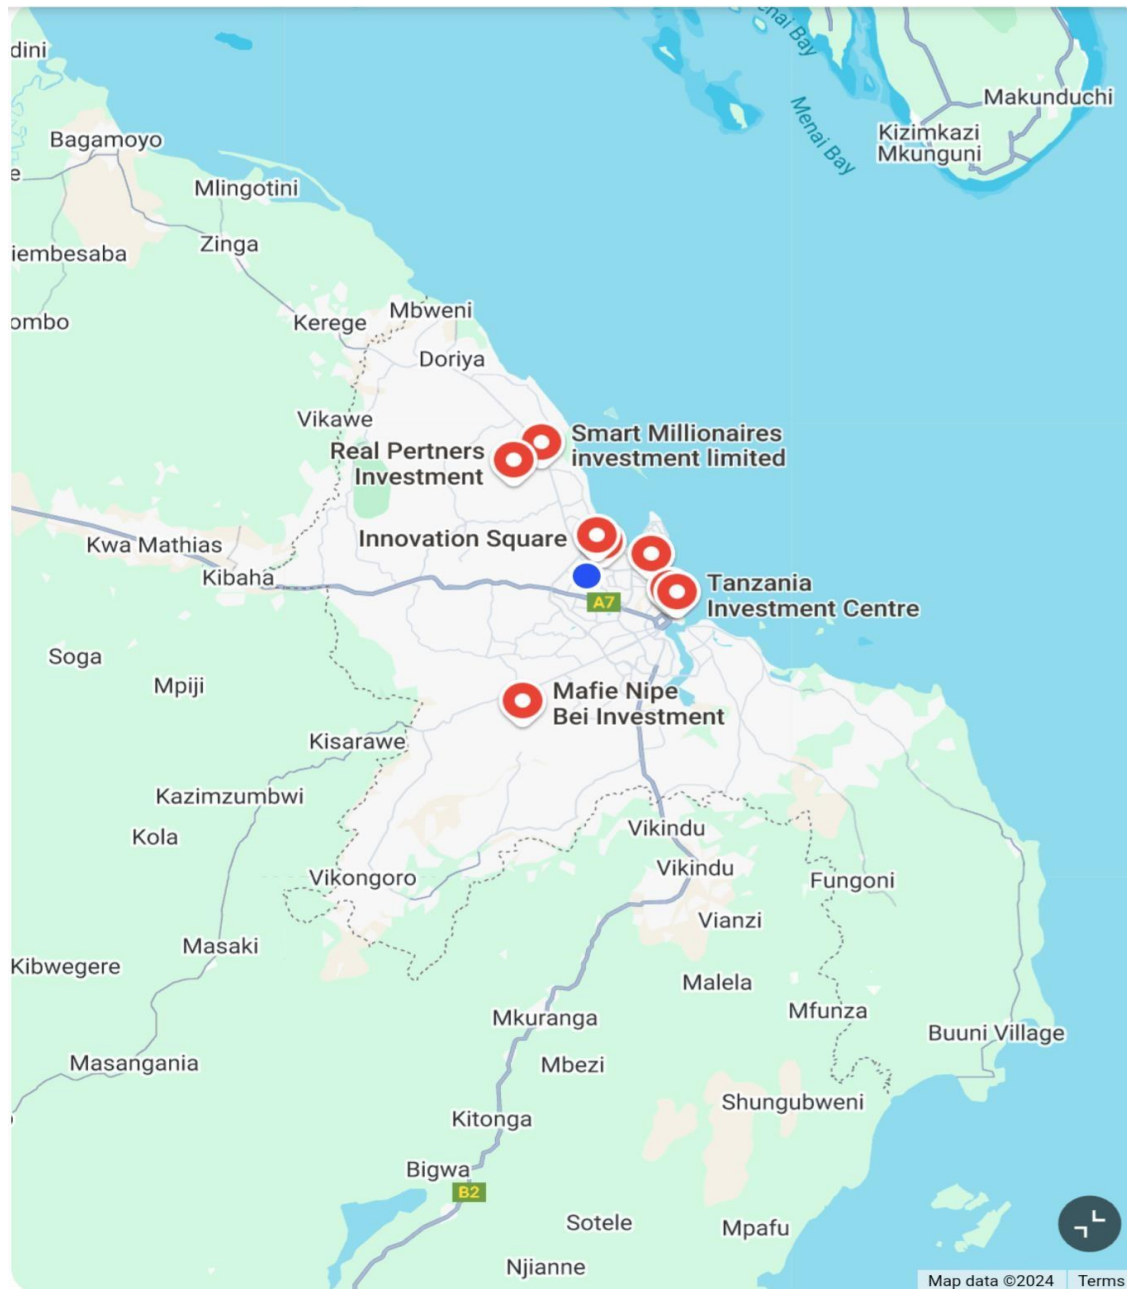 dini
enai Bay
Makunduchi
Bagamoyo
Menai Bay
Kizimkazi
Mkunguni
e
Mlingotini
Zinga
iembesaba
ombo
Kerege
Mbweni
Doriya
Vikawe
Smart Millionaires
investment limited
Real Pertners
Investment
Innovation Square
Kwa Mathias
Kibaha
A7
Tanzania
Investment Centre
Soga
Mpiji
Mafie Nipe
Bei Investment
Kisarawe
Kazimzumbwi
Kola
Vikindu
Vikindu
Vikongoro
Fungoni
Vianzi
Masaki
Kibwegere
Malela
Mfunza
Mkuranga
Buuni Village
Masangania
Mbezi
Shungubweni
Kitonga
Bigwa
B2
Sotele
Mpafu
Njianne
Map data ©2024 Terms